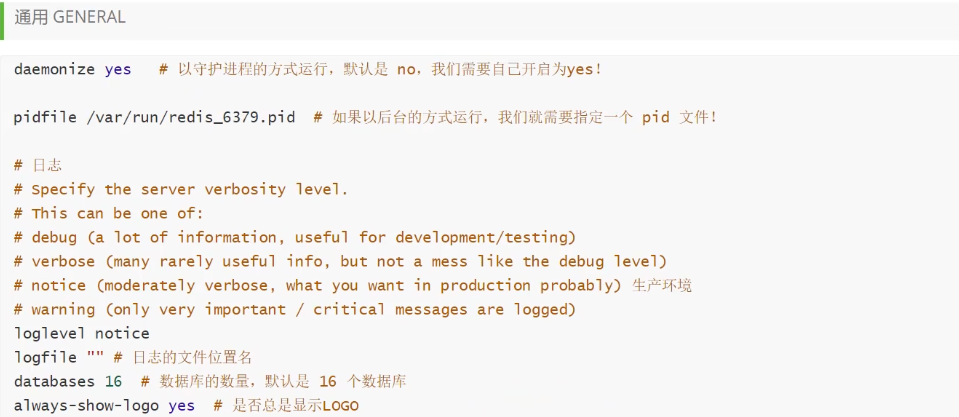 通用 GENERAL
daemonize yes # 以守护进程的方式运行，默认是 no，我们需要自己开启为yes！
pidfile /var/run/redis_6379.pid # 如果以后台的方式运行，我们就需要指定一个 pid 文件！
# 日志
# Specify the server verbosity level.
# This can be one of:
# debug (a lot of information, useful for development/testing)
# verbose (many rarely useful info, but not a mess like the debug level)
# notice (moderately verbose, what you want in production probably) 生产环境
# warning (only very important / critical messages are logged)
loglevel notice
logfile "" # 日志的文件位置名
databases 16 # 数据库的数量，默认是 16 个数据库
always-show-logo yes # 是否总是显示LOGO